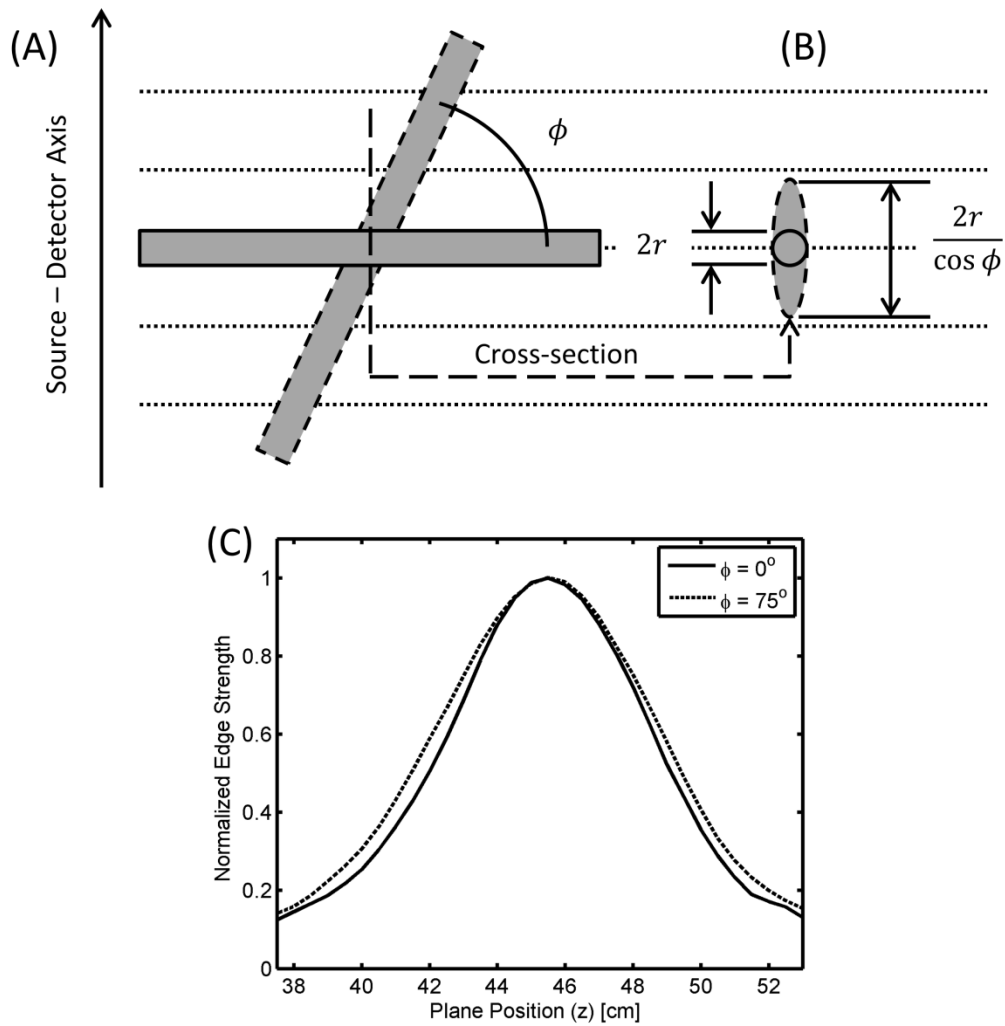 (A)
(B)
Source – Detector Axis
ϕ
2r
2r
cos ϕ
Cross-section
(C)
ϕ = 0°
ϕ = 75°
Normalized Edge Strength
1
0.8
0.6
0.4
0.2
0
38 40 42 44 46 48 50 52
Plane Position (z) [cm]